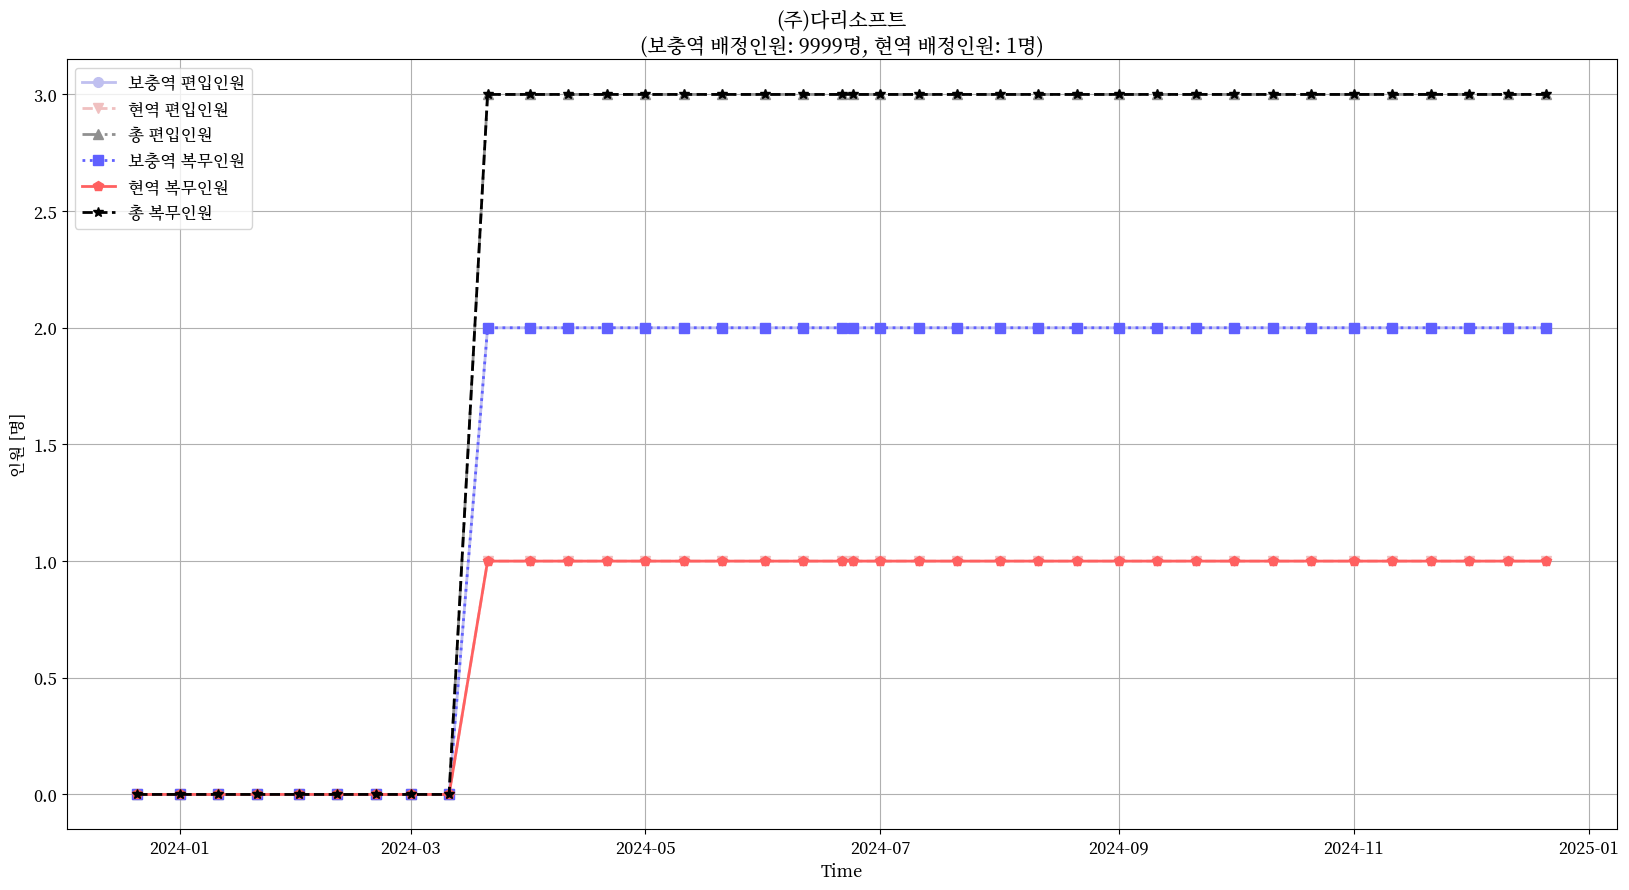 (주)다리소프트
(보충역 배정인원: 9999명, 현역 배정인원: 1명)
보충역 편입인원
현역 편입인원
총 편입인원
보충역 복무인원
현역 복무인원
총 복무인원
인원 [명]
3.0
2.5
2.0
1.5
1.0
0.5
0.0
2024-01 2024-03 2024-05 2024-07 2024-09 2024-11 2025-01
Time